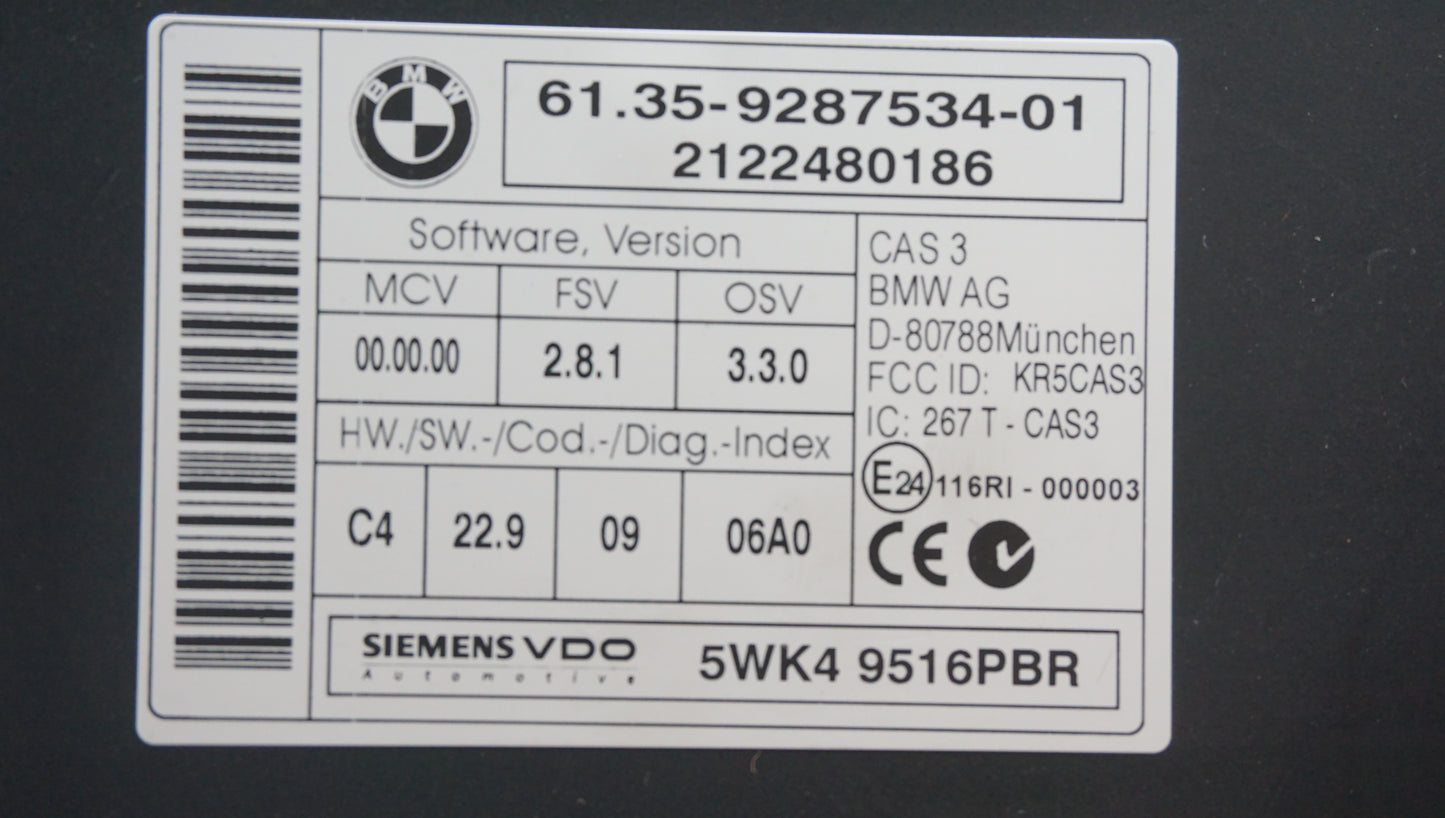 BMW
61.35-9287534-01
2122480186
Software, Version
MCV FSV OSV
00.00.00 2.8.1 3.3.0
HW./SW.-/Cod.-/Diag.-Index
C4 22.9 09 06A0
CAS 3
BMW AG
D-80788München
FCC ID: KR5CAS3
IC: 267 T - CAS3
E24 116RI - 000003
CE
SIEMENS VDO
Automotive
5WK4 9516PBR